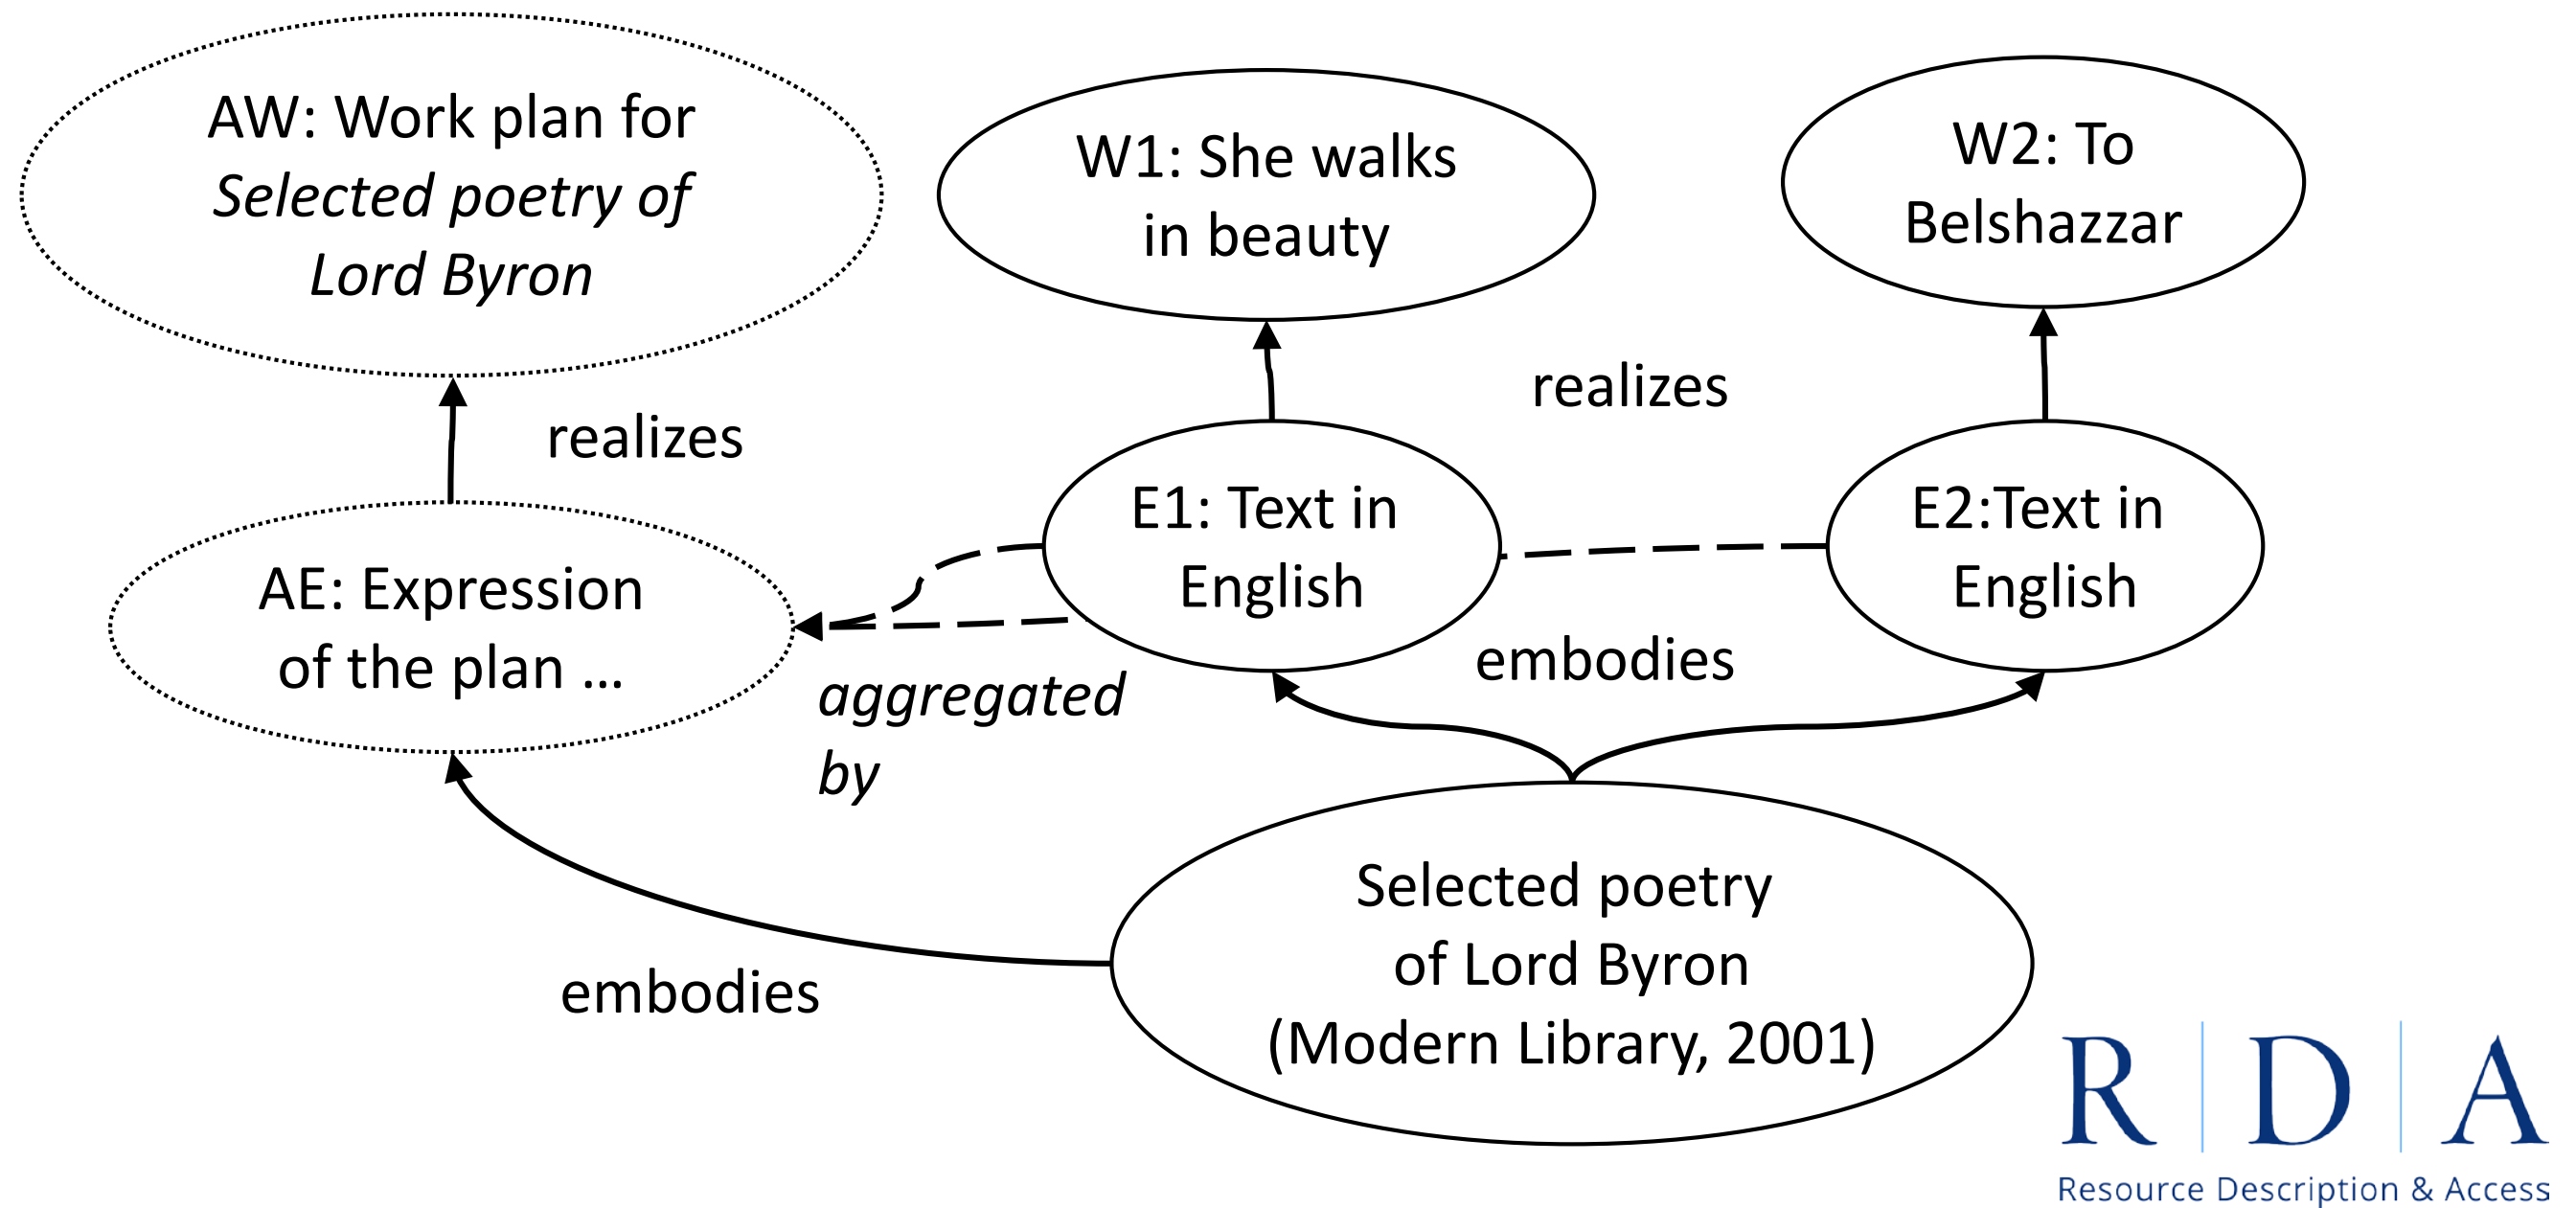 AW: Work plan for
Selected poetry of
Lord Byron
W1: She walks
in beauty
W2: To
Belshazzar
realizes
realizes
AE: Expression
of the plan ...
E1: Text in
English
E2:Text in
English
aggregated
by
embodies
embodies
Selected poetry
of Lord Byron
(Modern Library, 2001)
R | D | A
Resource Description & Access